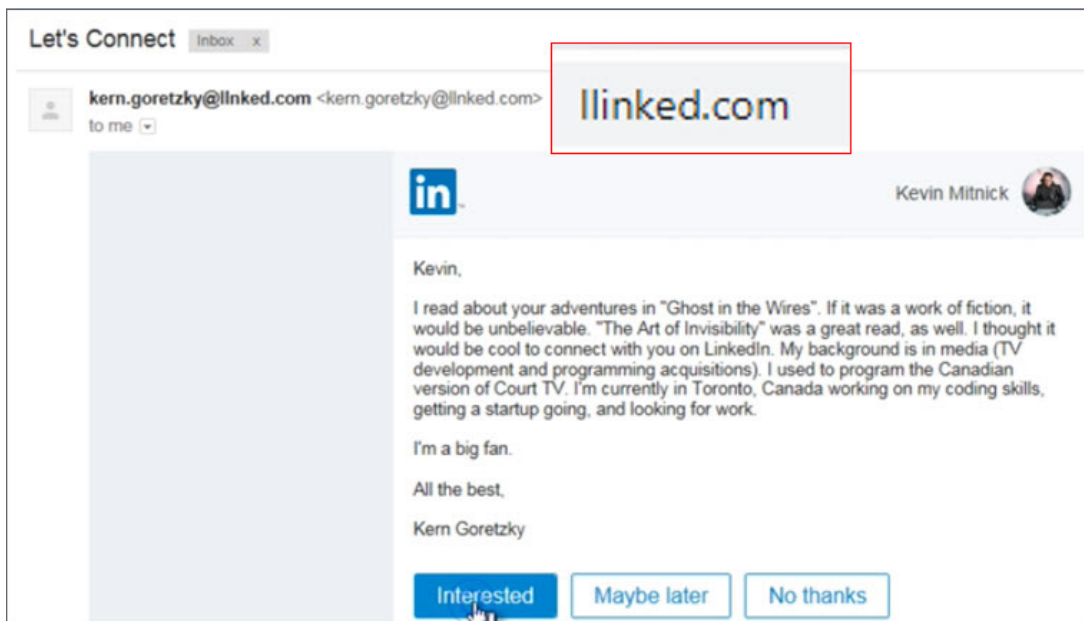 Let's Connect Inbox x
kern.goretzky@llnked.com <kern.goretzky@llnked.com>
to me
llinked.com
in
Kevin Mitnick
Kevin,
I read about your adventures in "Ghost in the Wires". If it was a work of fiction, it
would be unbelievable. "The Art of Invisibility" was a great read, as well. I thought it
would be cool to connect with you on LinkedIn. My background is in media (TV
development and programming acquisitions). I used to program the Canadian
version of Court TV. I'm currently in Toronto, Canada working on my coding skills,
getting a startup going, and looking for work.
I'm a big fan.
All the best,
Kern Goretzky
Interested Maybe later No thanks